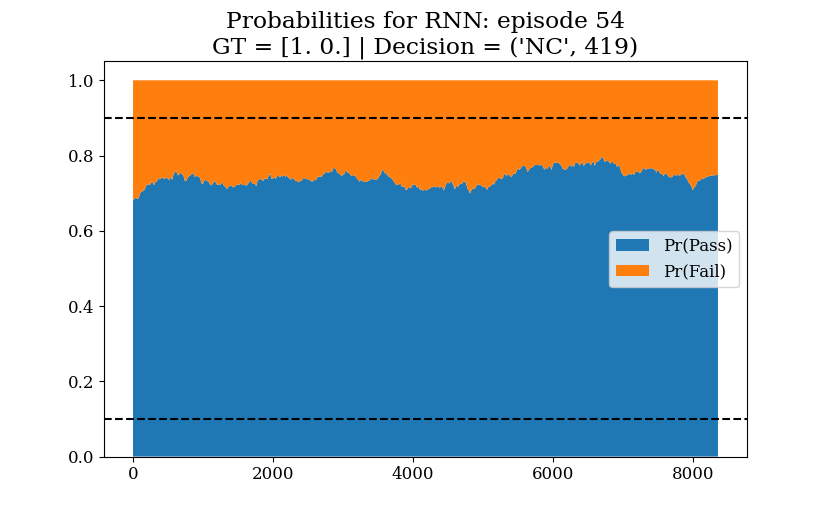 Probabilities for RNN: episode 54
GT = [1. 0.] | Decision = ('NC', 419)
1.0
0.8
0.6
0.4
0.2
0.0
Pr(Pass)
Pr(Fail)
0 2000 4000 6000 8000